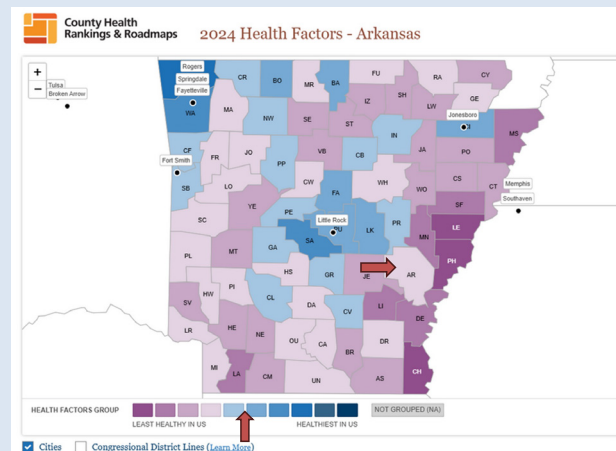 County Health
Rankings & Roadmaps
2024 Health Factors - Arkansas
+
−
Tulsa
Broken Arrow
Rogers
Springdale
Fayetteville
WA
CR
BO
MR
BA
FU
RA
CY
MA
NW
SE
ST
IZ
SH
LW
GE
Jonesboro
MS
CF
FR
JO
PP
VB
CB
IN
JA
PO
Fort Smith
SB
LO
CW
WH
WO
CS
CT
Memphis
Southaven
YE
FA
SF
SC
PE
Little Rock
PU
SA
LK
PR
MN
LE
PH
PL
MT
GA
HS
GR
JE
AR
SV
HW
PI
CL
DA
CV
LI
DE
LR
HE
NE
OU
CA
BR
DR
MI
LA
CM
UN
AS
CH
HEALTH FACTORS GROUP
NOT GROUPED (NA)
LEAST HEALTHY IN US
HEALTHIEST IN US
Cities
Congressional District Lines (Learn More)